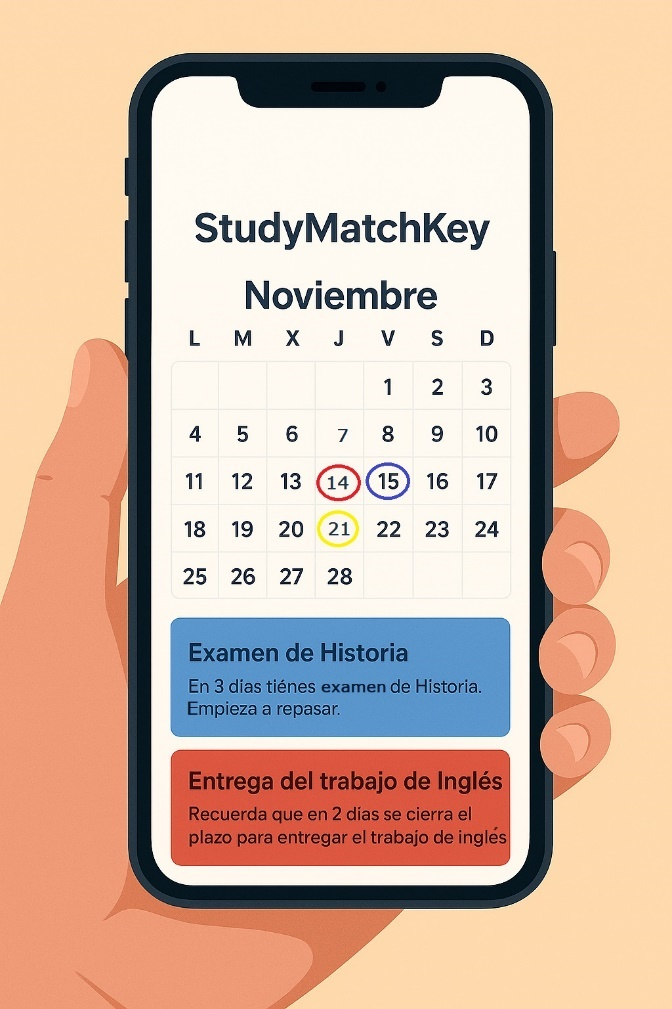 StudyMatchKey
Noviembre
L M X J V S D
1 2 3
4 5 6 7 8 9 10
11 12 13 14 15 16 17
18 19 20 21 22 23 24
25 26 27 28
Examen de Historia
En 3 dias tiénes examen de Historia.
Empieza a repasar.
Entrega del trabajo de Inglés
Recuerda que en 2 dias se cierra el
plazo para entregar el trabajo de inglés